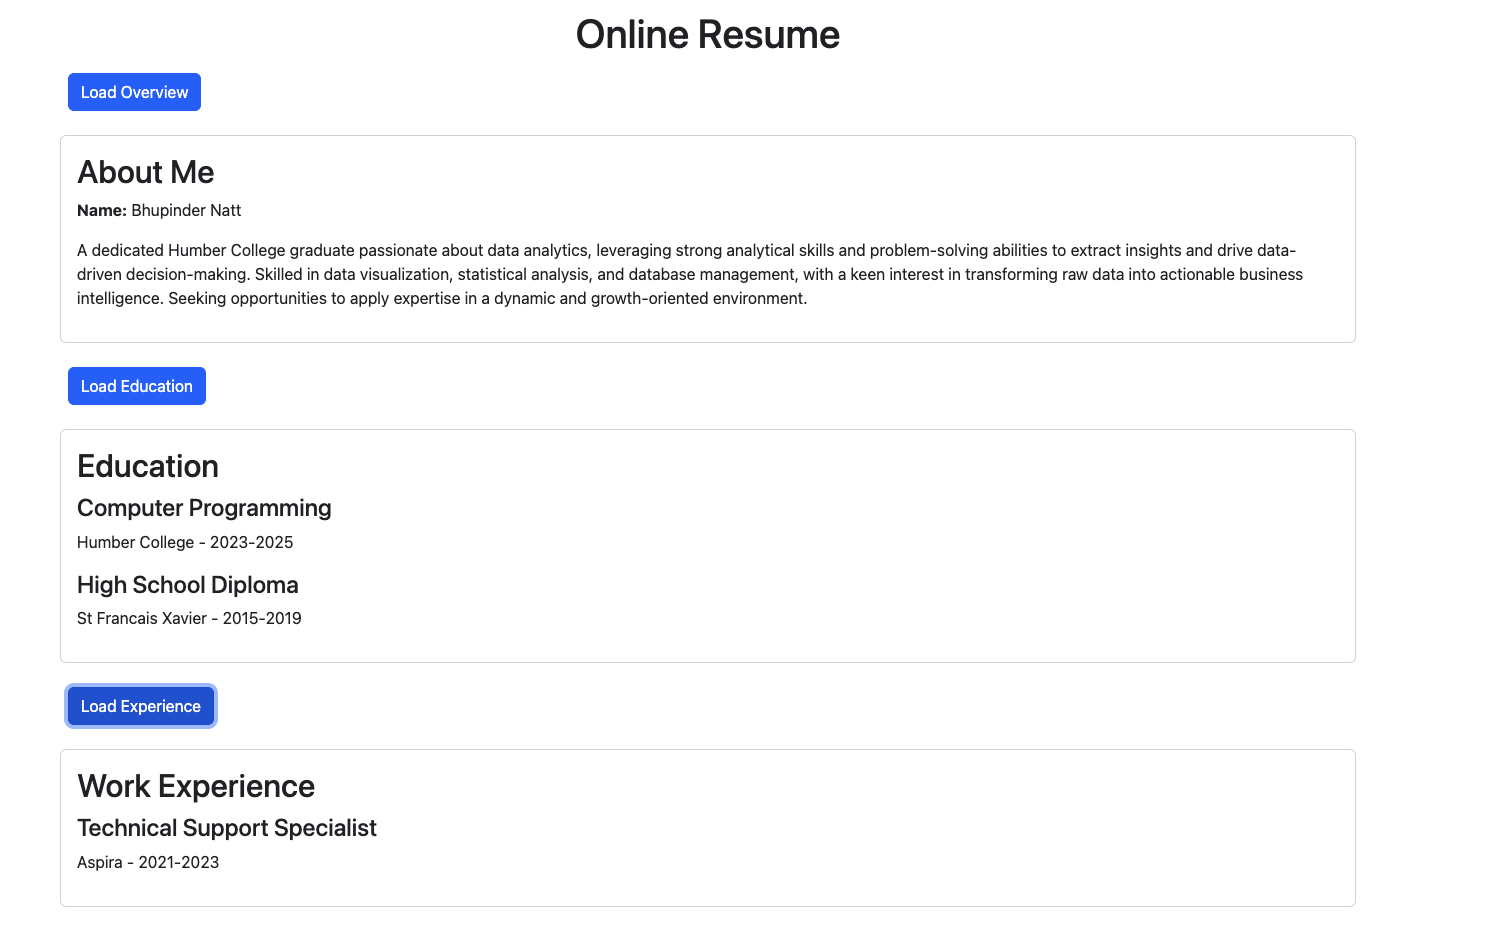 Online Resume
Load Overview
About Me
Name: Bhupinder Natt
A dedicated Humber College graduate passionate about data analytics, leveraging strong analytical skills and problem-solving abilities to extract insights and drive data-
driven decision-making. Skilled in data visualization, statistical analysis, and database management, with a keen interest in transforming raw data into actionable business
intelligence. Seeking opportunities to apply expertise in a dynamic and growth-oriented environment.
Load Education
Education
Computer Programming
Humber College - 2023-2025
High School Diploma
St Francais Xavier - 2015-2019
Load Experience
Work Experience
Technical Support Specialist
Aspira - 2021-2023